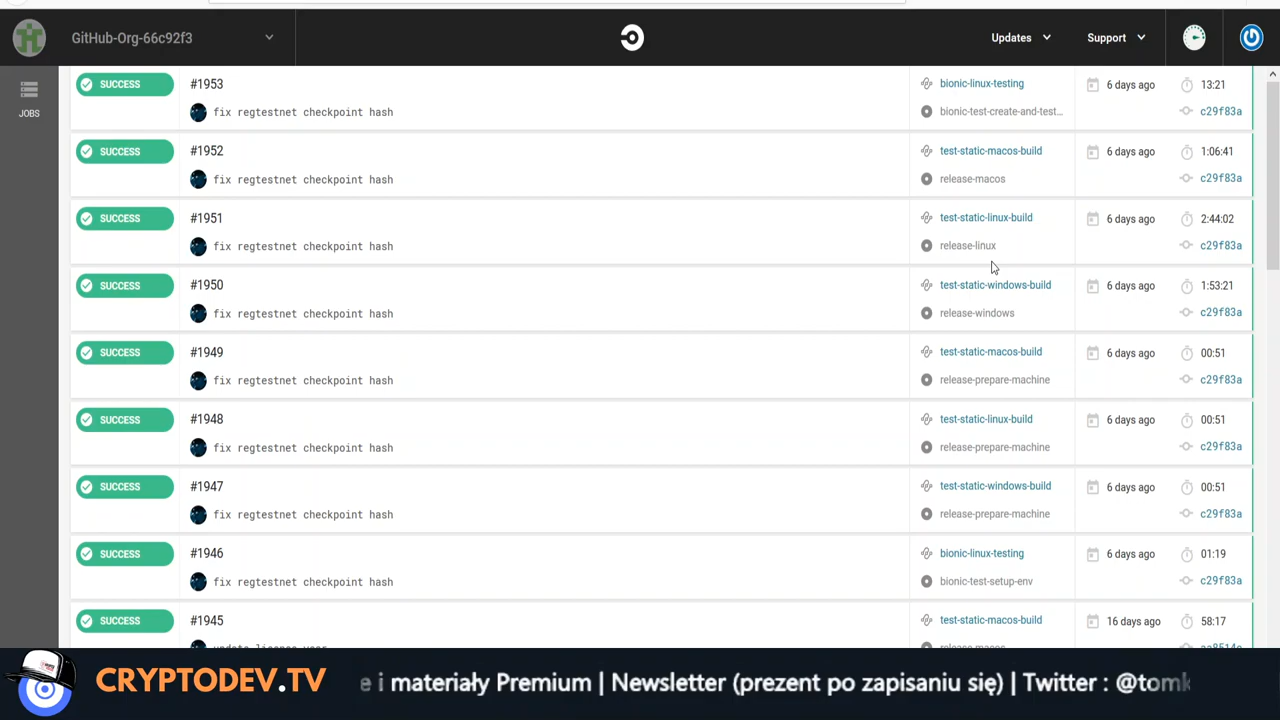 GitHub-Org-66c92f3
Updates
Support
JOBS
SUCCESS
#1953
fix regtestnet checkpoint hash
bionic-linux-testing
bionic-test-create-and-test...
6 days ago
13:21
c29f83a
SUCCESS
#1952
fix regtestnet checkpoint hash
test-static-macos-build
release-macos
6 days ago
1:06:41
c29f83a
SUCCESS
#1951
fix regtestnet checkpoint hash
test-static-linux-build
release-linux
6 days ago
2:44:02
c29f83a
SUCCESS
#1950
fix regtestnet checkpoint hash
test-static-windows-build
release-windows
6 days ago
1:53:21
c29f83a
SUCCESS
#1949
fix regtestnet checkpoint hash
test-static-macos-build
release-prepare-machine
6 days ago
00:51
c29f83a
SUCCESS
#1948
fix regtestnet checkpoint hash
test-static-linux-build
release-prepare-machine
6 days ago
00:51
c29f83a
SUCCESS
#1947
fix regtestnet checkpoint hash
test-static-windows-build
release-prepare-machine
6 days ago
00:51
c29f83a
SUCCESS
#1946
fix regtestnet checkpoint hash
bionic-linux-testing
bionic-test-setup-env
6 days ago
01:19
c29f83a
SUCCESS
#1945
test-static-macos-build
16 days ago
58:17
CRYPTODEV.TV
e i materiały Premium | Newsletter (prezent po zapisaniu się) | Twitter : @tomk